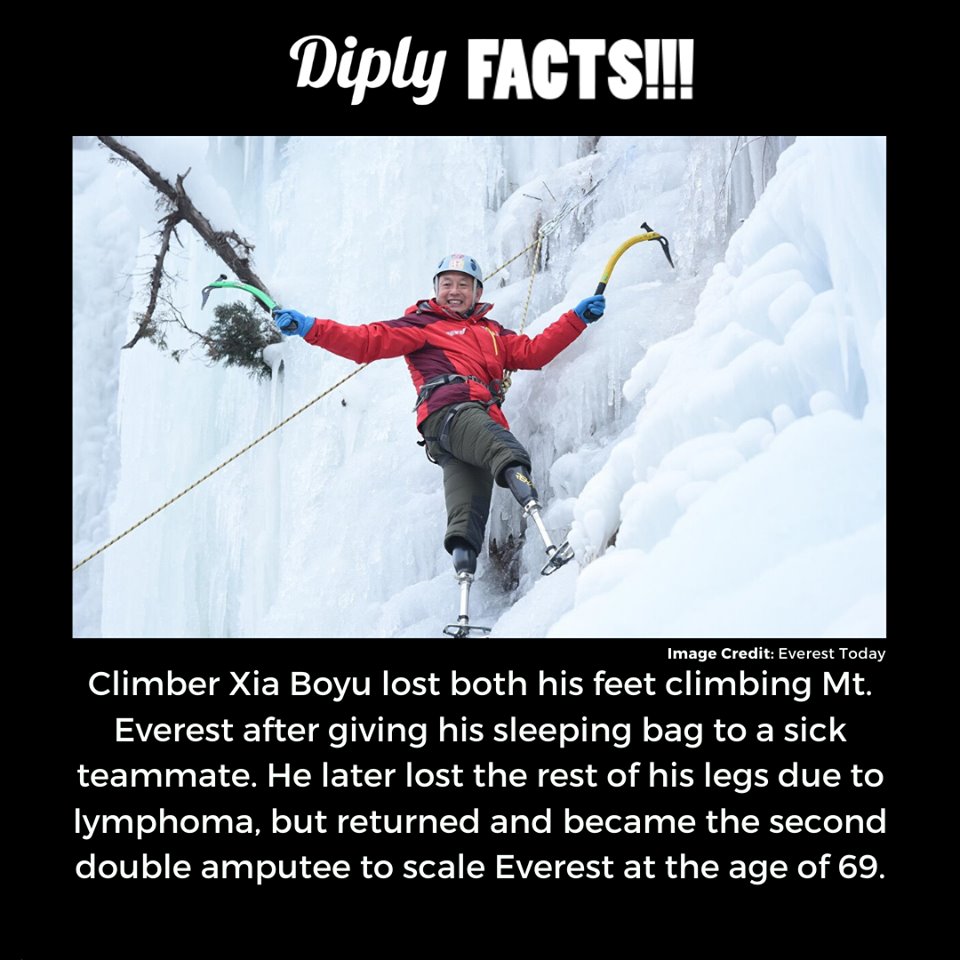 Diply FACTS!!!
Image Credit: Everest Today
Climber Xia Boyu lost both his feet climbing Mt.
Everest after giving his sleeping bag to a sick
teammate. He later lost the rest of his legs due to
lymphoma, but returned and became the second
double amputee to scale Everest at the age of 69.